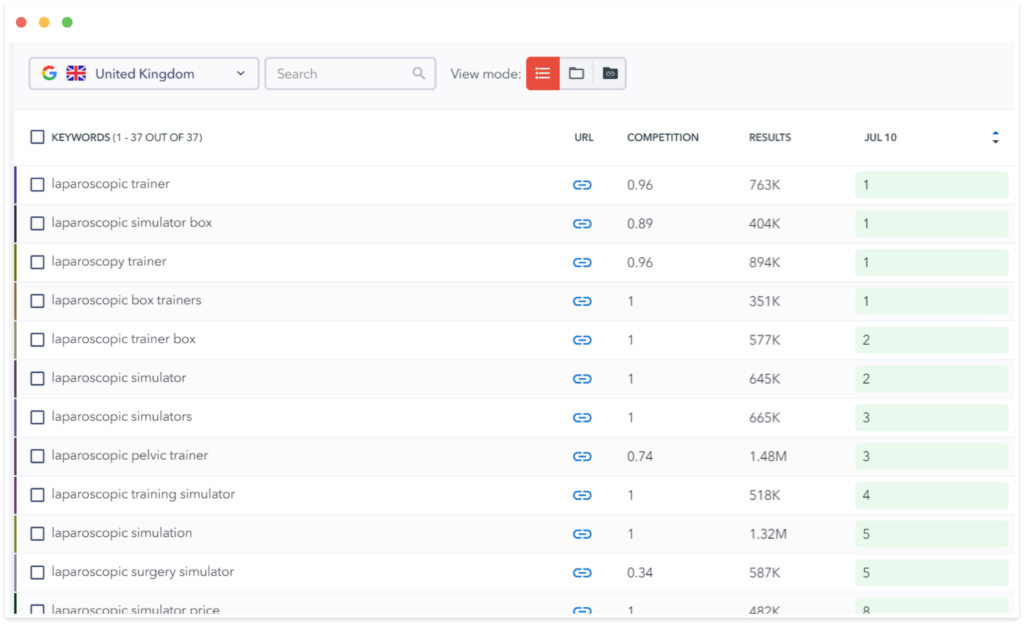 United Kingdom Search View mode:
KEYWORDS (1 - 37 OUT OF 37) URL COMPETITION RESULTS JUL 10
laparoscopic trainer 0.96 763K 1
laparoscopic simulator box 0.89 404K 1
laparoscopy trainer 0.96 894K 1
laparoscopic box trainers 1 351K 1
laparoscopic trainer box 1 577K 2
laparoscopic simulator 1 645K 2
laparoscopic simulators 1 665K 3
laparoscopic pelvic trainer 0.74 1.48M 3
laparoscopic training simulator 1 518K 4
laparoscopic simulation 1 1.32M 5
laparoscopic surgery simulator 0.34 587K 5
laparoscopic simulator price 1 482K 8